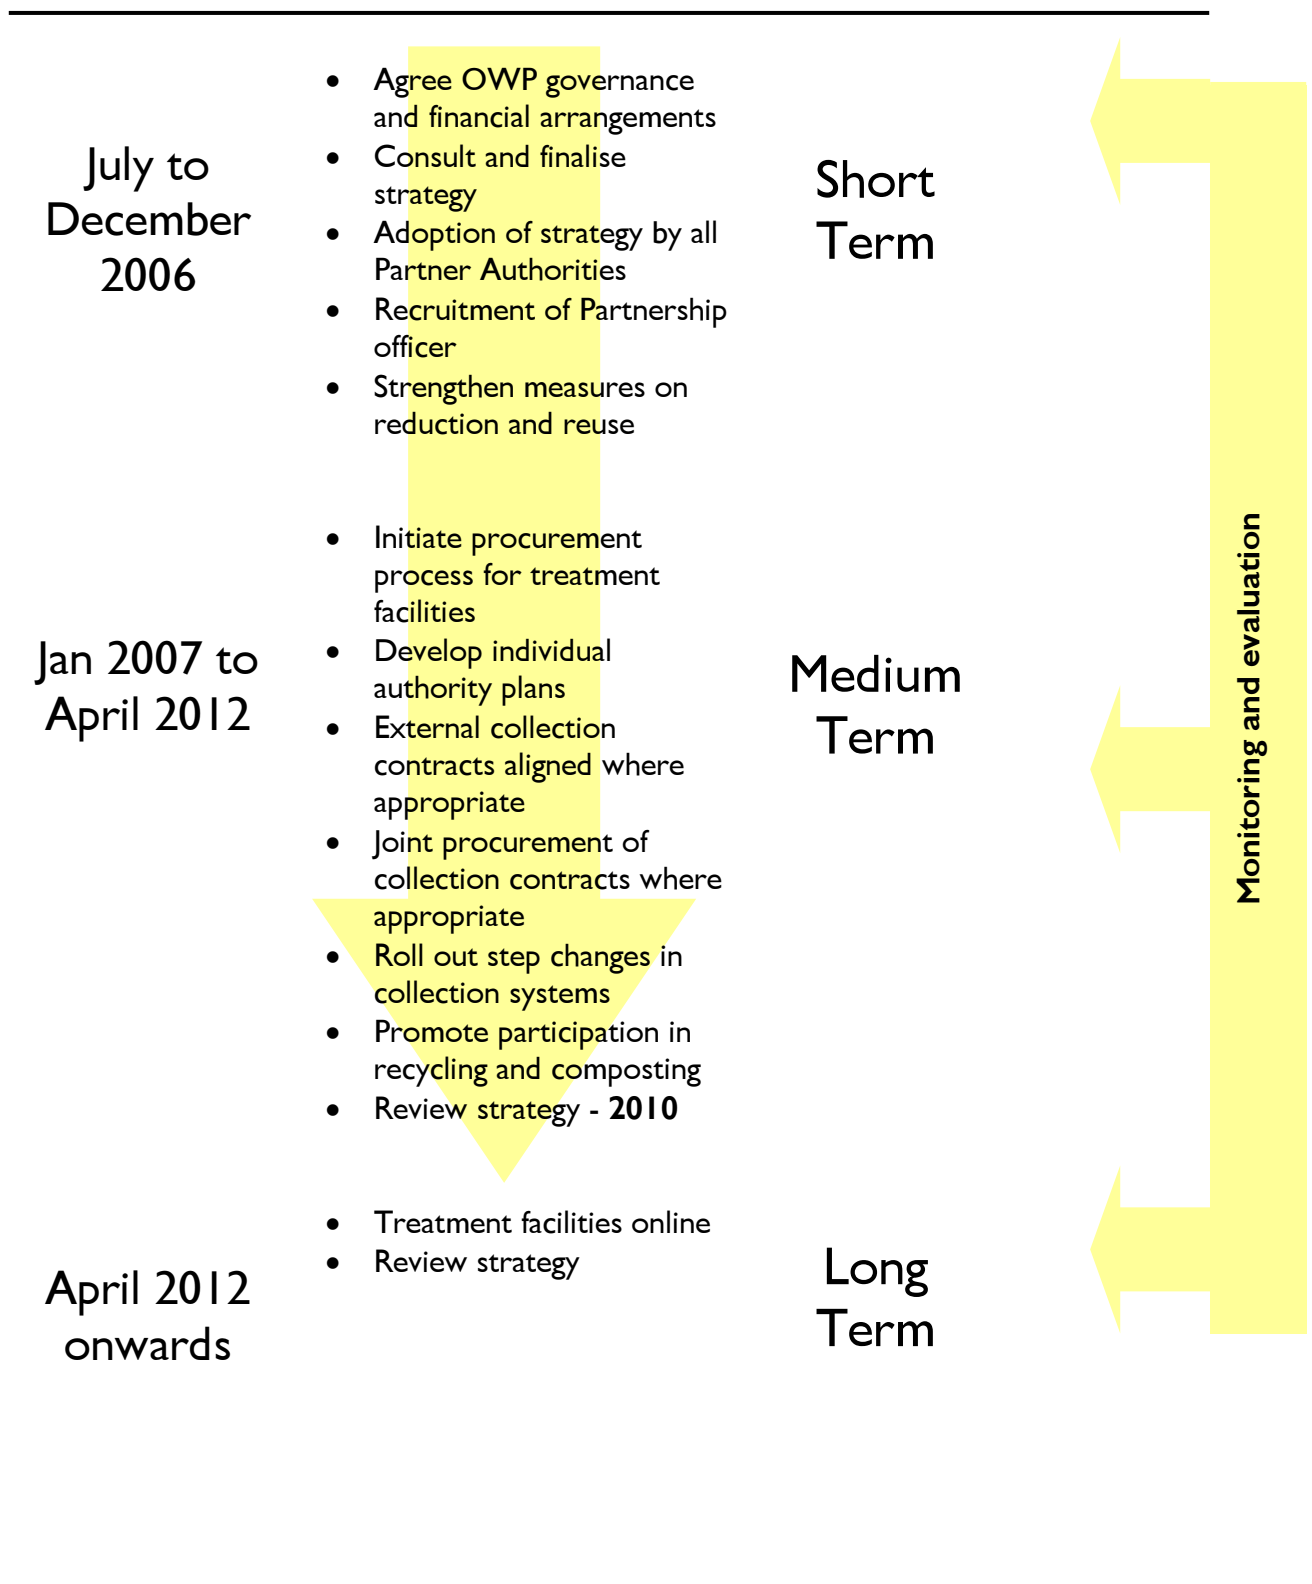 July to
December
2006
• Agree OWP governance
and financial arrangements
• Consult and finalise
strategy
• Adoption of strategy by all
Partner Authorities
• Recruitment of Partnership
officer
• Strengthen measures on
reduction and reuse
Short
Term
Jan 2007 to
April 2012
• Initiate procurement
process for treatment
facilities
• Develop individual
authority plans
• External collection
contracts aligned where
appropriate
• Joint procurement of
collection contracts where
appropriate
• Roll out step changes in
collection systems
• Promote participation in
recycling and composting
• Review strategy - 2010
Medium
Term
April 2012
onwards
• Treatment facilities online
• Review strategy
Long
Term
Monitoring and evaluation